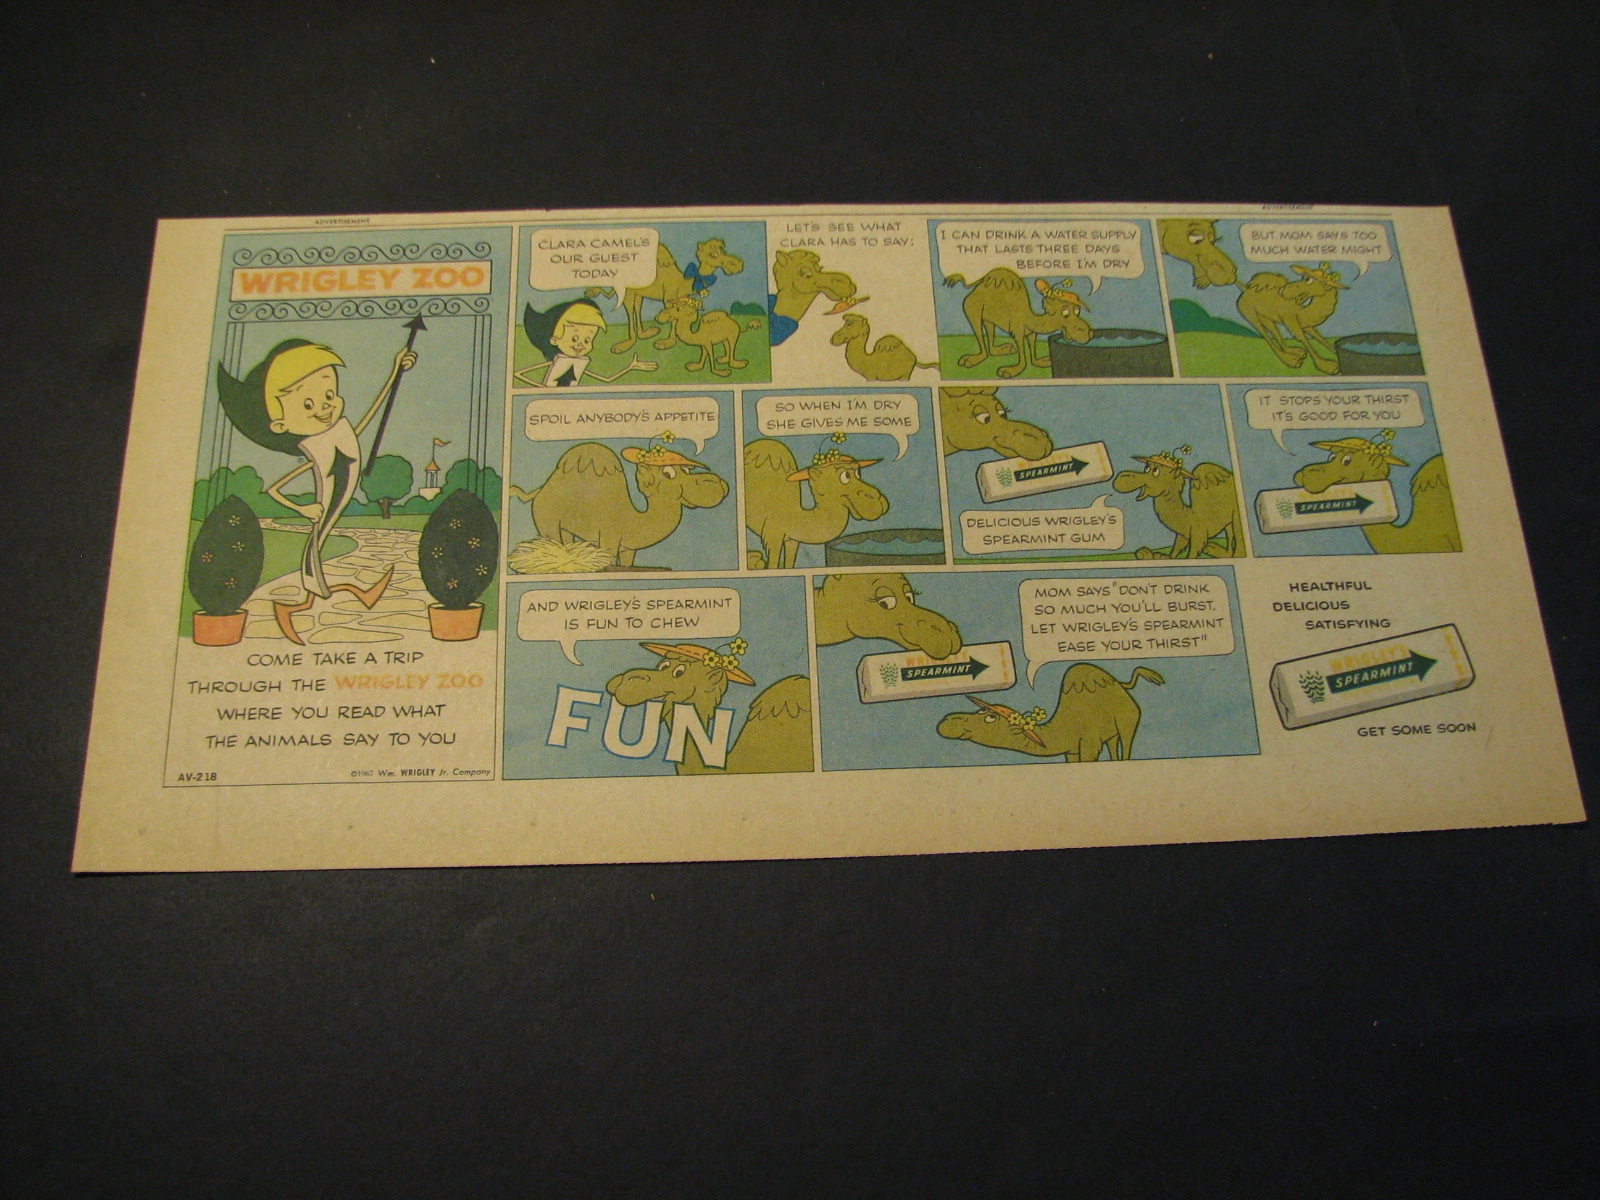 ADVERTISEMENT
ADVERTISEMENT
WRIGLEY ZOO
COME TAKE A TRIP
THROUGH THE WRIGLEY ZOO
WHERE YOU READ WHAT
THE ANIMALS SAY TO YOU
AV-218
©1967 Wm. WRIGLEY Jr. Company
CLARA CAMEL'S
OUR GUEST
TODAY
LET'S SEE WHAT
CLARA HAS TO SAY:
I CAN DRINK A WATER SUPPLY
THAT LASTS THREE DAYS
BEFORE I'M DRY
BUT MOM SAYS TOO
MUCH WATER MIGHT
SPOIL ANYBODY'S APPETITE
SO WHEN I'M DRY
SHE GIVES ME SOME
SPEARMINT
DELICIOUS WRIGLEY'S
SPEARMINT GUM
IT STOPS YOUR THIRST
IT'S GOOD FOR YOU
SPEARMINT
AND WRIGLEY'S SPEARMINT
IS FUN TO CHEW
FUN
MOM SAYS "DON'T DRINK
SO MUCH YOU'LL BURST,
LET WRIGLEY'S SPEARMINT
EASE YOUR THIRST"
WRIGLEY'S
SPEARMINT
HEALTHFUL
DELICIOUS
SATISFYING
WRIGLEY'S
SPEARMINT
GET SOME SOON